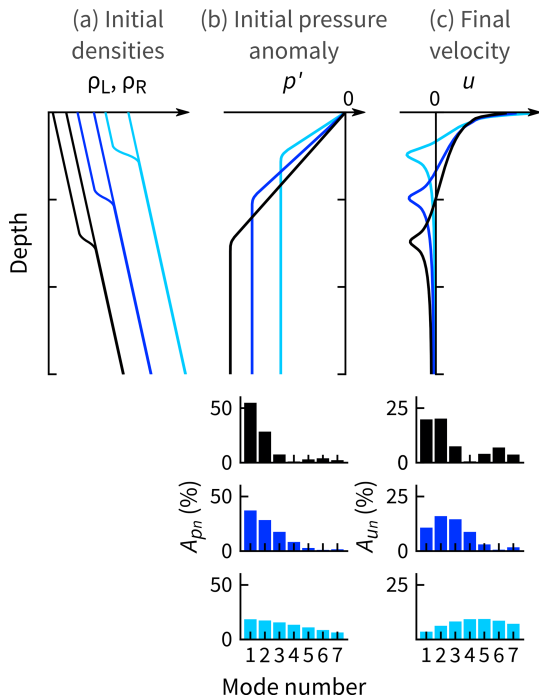 (a) Initial densities
ρL, ρR
(b) Initial pressure anomaly
p'
0
(c) Final velocity
u
0
Depth
50
0
25
0
Apn (%)
50
0
Aun (%)
25
0
50
0
25
0
1 2 3 4 5 6 7
1 2 3 4 5 6 7
Mode number